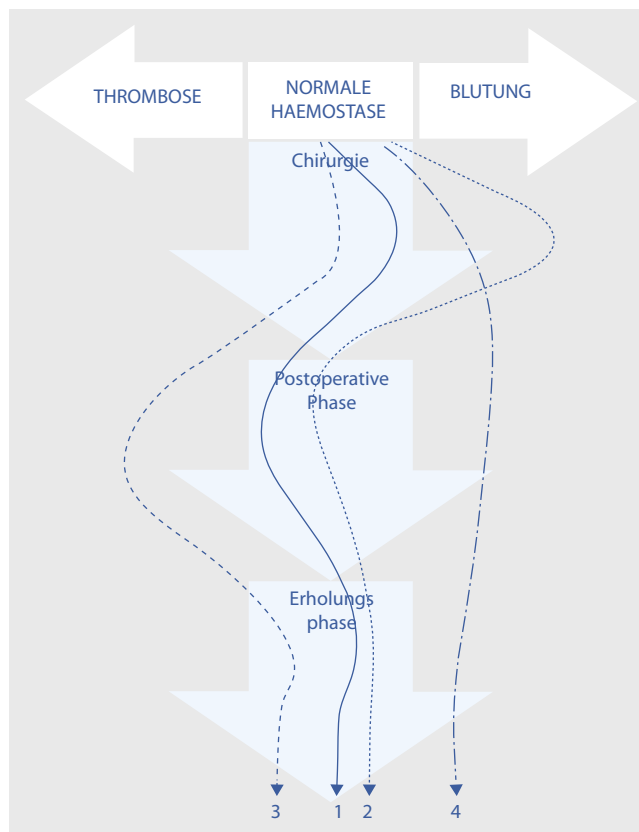 THROMBOSE
NORMALE
HAEMOSTASE
BLUTUNG
Chirurgie
Postoperative
Phase
Erholungs
phase
3
1
2
4